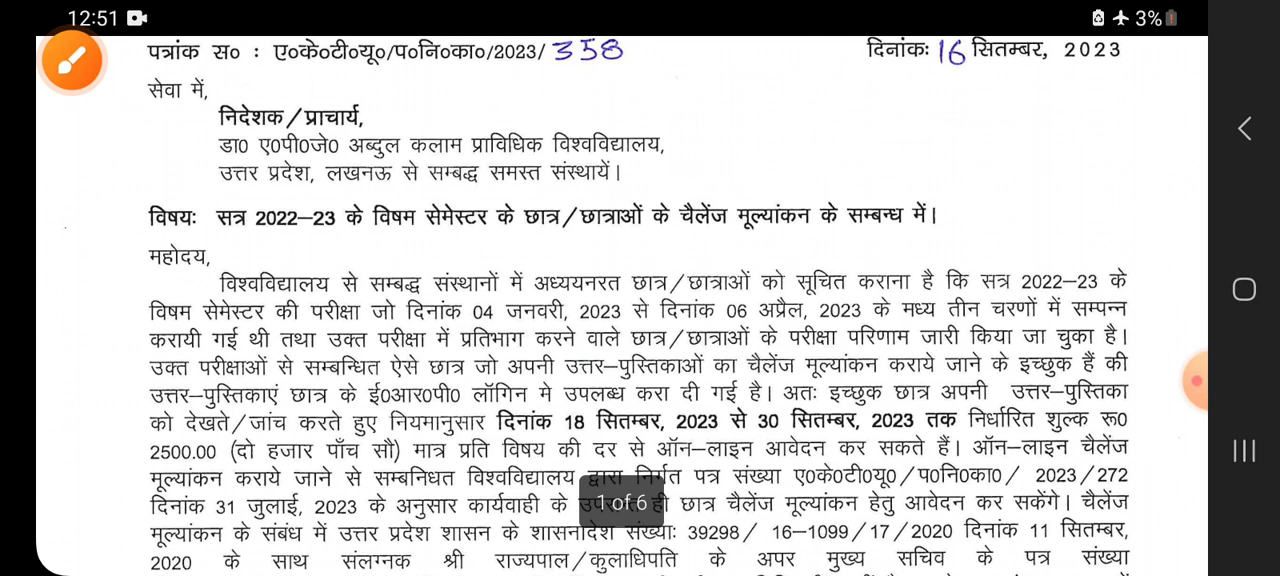 12:51 3%
पत्रांक स० : ए०के०टी०यू०/प०नि०का०/2023/ 358 दिनांकः 16 सितम्बर, 2023
सेवा में,
निदेशक/प्राचार्य,
डा0 ए0पी0जे0 अब्दुल कलाम प्राविधिक विश्वविद्यालय,
उत्तर प्रदेश, लखनऊ से सम्बद्ध समस्त संस्थायें।
विषयः सत्र 2022–23 के विषम सेमेस्टर के छात्र/छात्राओं के चैलेंज मूल्यांकन के सम्बन्ध में।
महोदय,
विश्वविद्यालय से सम्बद्ध संस्थानों में अध्ययनरत छात्र/छात्राओं को सूचित कराना है कि सत्र 2022–23 के
विषम सेमेस्टर की परीक्षा जो दिनांक 04 जनवरी, 2023 से दिनांक 06 अप्रैल, 2023 के मध्य तीन चरणों में सम्पन्न
करायी गई थी तथा उक्त परीक्षा में प्रतिभाग करने वाले छात्र/छात्राओं के परीक्षा परिणाम जारी किया जा चुका है।
उक्त परीक्षाओं से सम्बन्धित ऐसे छात्र जो अपनी उत्तर–पुस्तिकाओं का चैलेंज मूल्यांकन कराये जाने के इच्छुक हैं की
उत्तर–पुस्तिकाएं छात्र के ई0आर0पी0 लॉगिन मे उपलब्ध करा दी गई है। अतः इच्छुक छात्र अपनी उत्तर–पुस्तिका
को देखते/जांच करते हुए नियमानुसार दिनांक 18 सितम्बर, 2023 से 30 सितम्बर, 2023 तक निर्धारित शुल्क रू0
2500.00 (दो हजार पाँच सौ) मात्र प्रति विषय की दर से ऑन–लाइन आवेदन कर सकते हैं। ऑन–लाइन चैलेंज
मूल्यांकन कराये जाने से सम्बनिधत विश्वविद्यालय द्वारा निर्गत पत्र संख्या ए०के०टी०यू०/प०नि०का०/ 2023/272
दिनांक 31 जुलाई, 2023 के अनुसार कार्यवाही के ही छात्र चैलेंज मूल्यांकन हेतु आवेदन कर सकेंगे। चैलेंज
1 of 6
मूल्यांकन के संबंध में उत्तर प्रदेश शासन के शासनादेश संख्याः 39298/ 16–1099/17/2020 दिनांक 11 सितम्बर,
2020 के साथ संलग्नक श्री राज्यपाल/कुलाधिपति के अपर मुख्य सचिव के पत्र संख्या